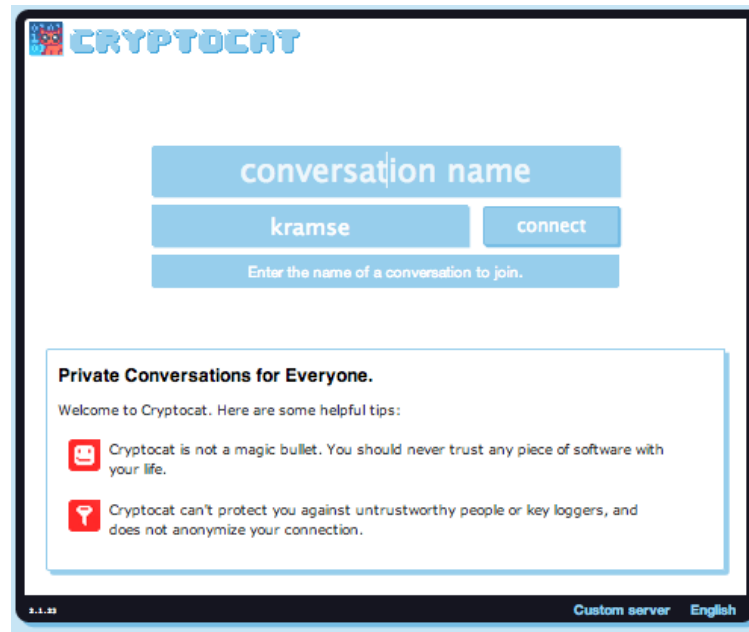 CRYPTOCAT
conversation name
kramse
connect
Enter the name of a conversation to join.
Private Conversations for Everyone.
Welcome to Cryptocat. Here are some helpful tips:
Cryptocat is not a magic bullet. You should never trust any piece of software with
your life.
Cryptocat can't protect you against untrustworthy people or key loggers, and
does not anonymize your connection.
Custom server English